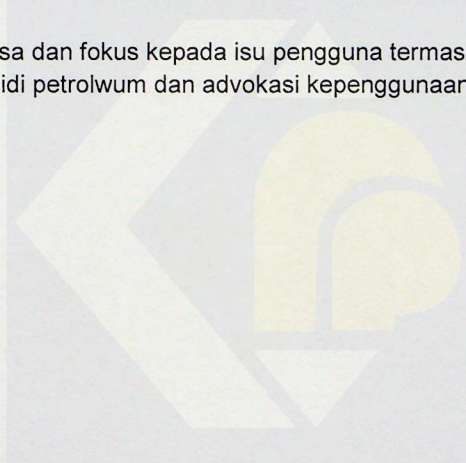 sa dan fokus kepada isu pengguna termas
idi petrolwum dan advokasi kepenggunaan